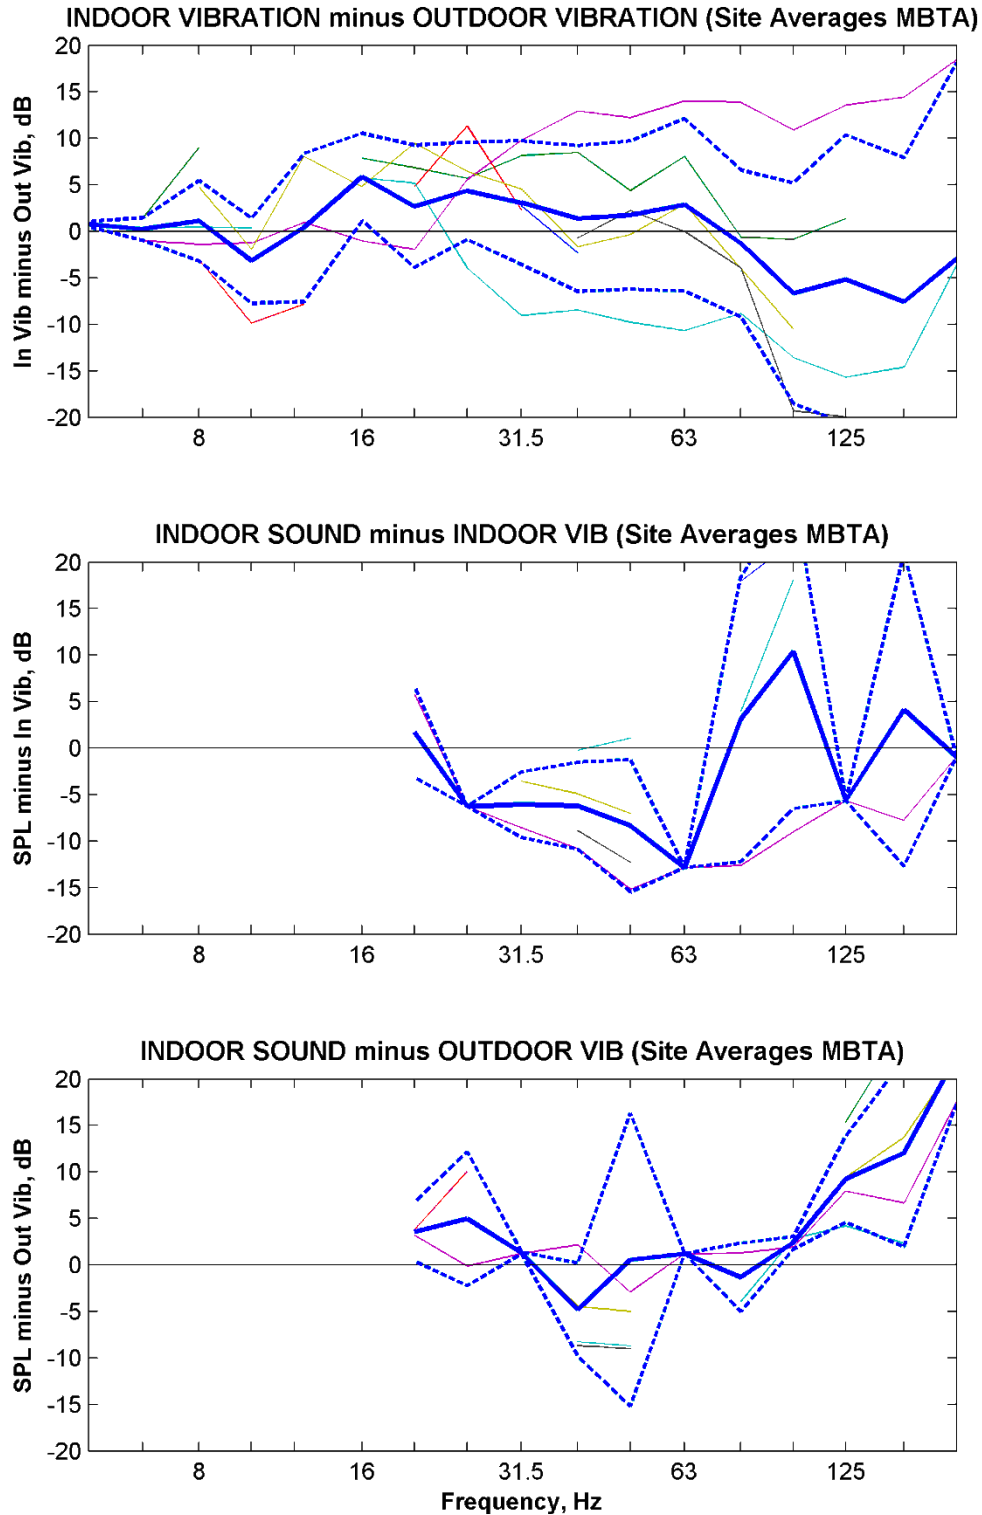 INDOOR VIBRATION minus OUTDOOR VIBRATION (Site Averages MBTA)
20
15
10
5
0
-5
-10
-15
-20
In Vib minus Out Vib, dB
8 16 31.5 63 125
INDOOR SOUND minus INDOOR VIB (Site Averages MBTA)
20
15
10
5
0
-5
-10
-15
-20
SPL minus In Vib, dB
8 16 31.5 63 125
INDOOR SOUND minus OUTDOOR VIB (Site Averages MBTA)
20
15
10
5
0
-5
-10
-15
-20
SPL minus Out Vib, dB
8 16 31.5 63 125
Frequency, Hz